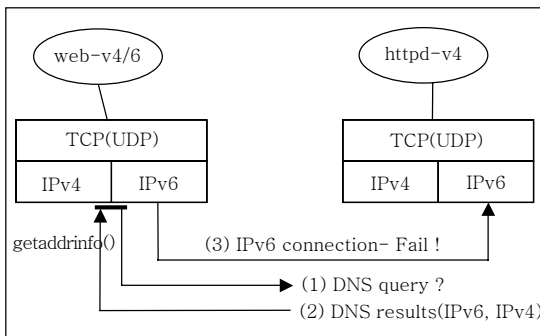 web-v4/6
httpd-v4
TCP(UDP)
TCP(UDP)
IPv4
IPv6
IPv4
IPv6
getaddrinfo()
(3) IPv6 connection- Fail !
(1) DNS query ?
(2) DNS results(IPv6, IPv4)